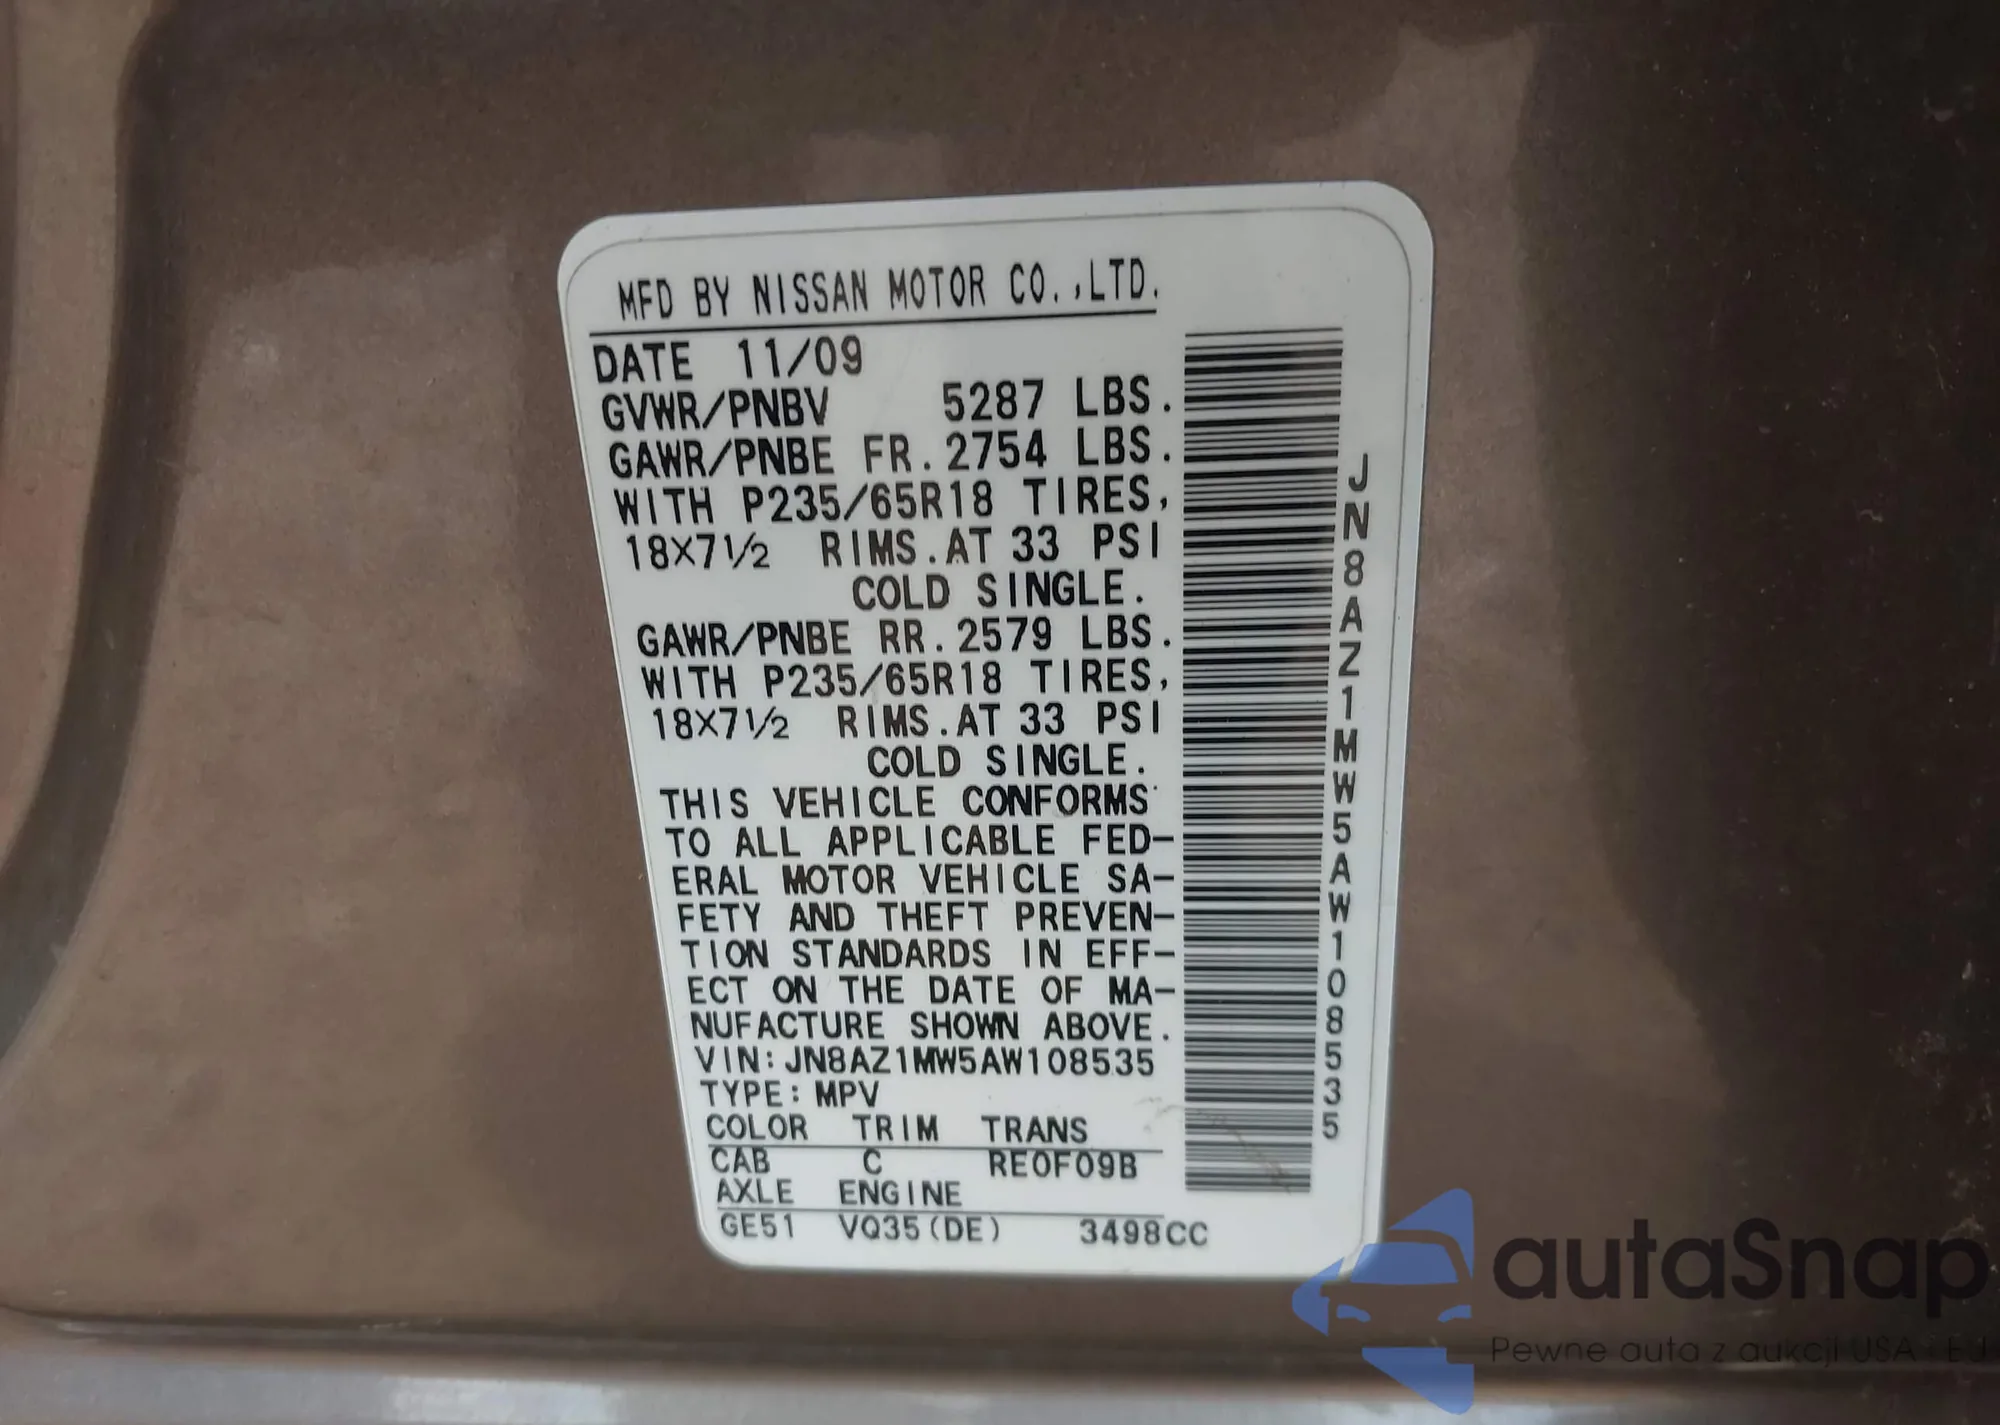 MFD BY NISSAN MOTOR CO.,LTD.
DATE 11/09
GVWR/PNBV 5287 LBS.
GAWR/PNBE FR. 2754 LBS.
WITH P235/65R18 TIRES,
18X7½ RIMS. AT 33 PSI
COLD SINGLE.
GAWR/PNBE RR. 2579 LBS.
WITH P235/65R18 TIRES,
18X7½ RIMS. AT 33 PSI
COLD SINGLE.
THIS VEHICLE CONFORMS
TO ALL APPLICABLE FED-
ERAL MOTOR VEHICLE SA-
FETY AND THEFT PREVEN-
TION STANDARDS IN EFF-
ECT ON THE DATE OF MA-
NUFACTURE SHOWN ABOVE.
VIN: JN8AZ1MW5AW108535
TYPE: MPV
COLOR TRIM TRANS
CAB C RE0F09B
AXLE ENGINE
GE51 VQ35(DE) 3498CC
JN8AZ1MW5AW108535
autaSnap
Pewne auta z aukcji USA i EU